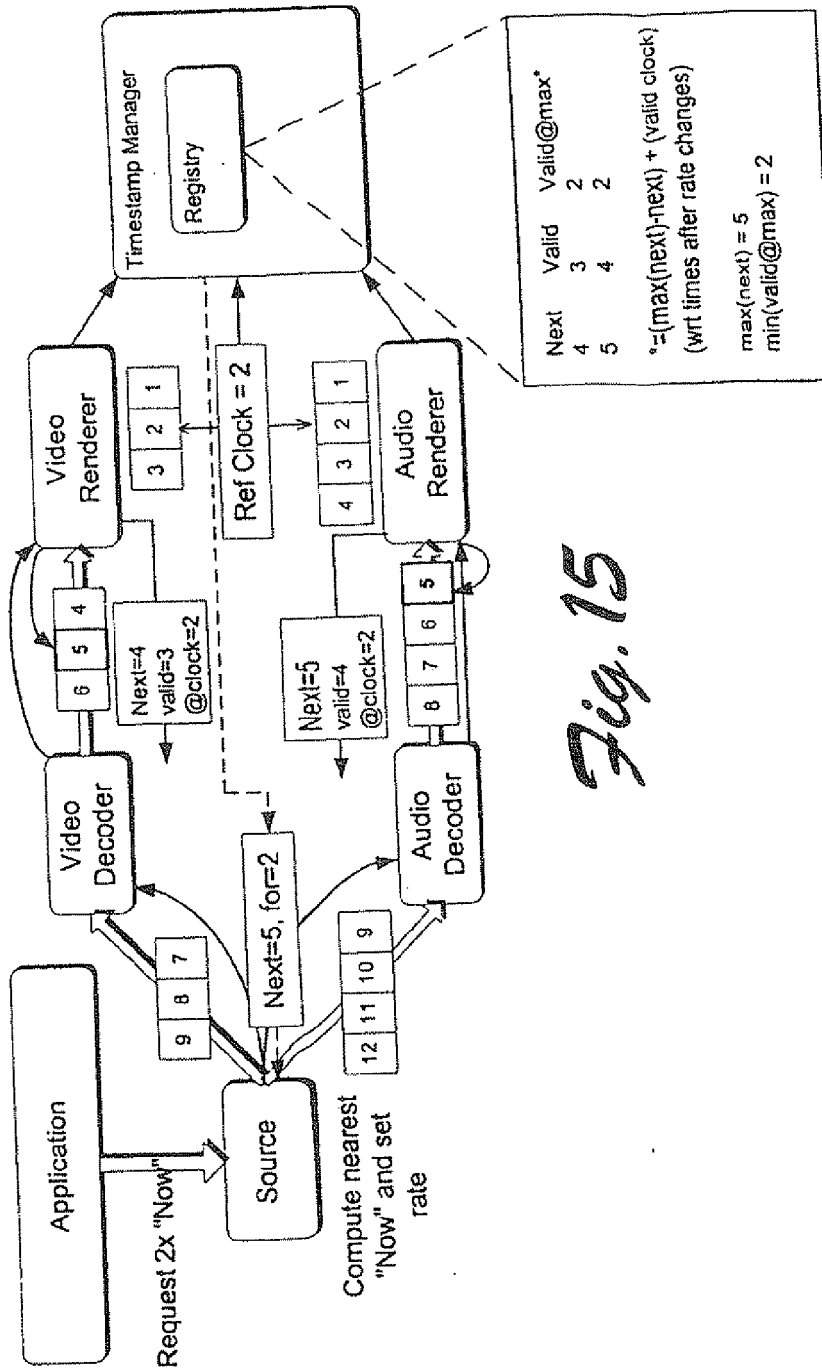 Application
Request 2x "Now"
Source
Compute nearest
"Now" and set
rate
9 8 7
12 11 10 9
Next=5, for=2
Video
Decoder
Audio
Decoder
6 5 4
8 7 6 5
Next=4
valid=3
@clock=2
Next=5
valid=4
@clock=2
Video
Renderer
3 2 1
Ref Clock = 2
4 3 2 1
Audio
Renderer
Timestamp Manager
Registry
Next Valid Valid@max*
4 3 2
5 4 2
*=(max(next)-next) + (valid clock)
(wrt times after rate changes)
max(next) = 5
min(valid@max) = 2
Fig. 15